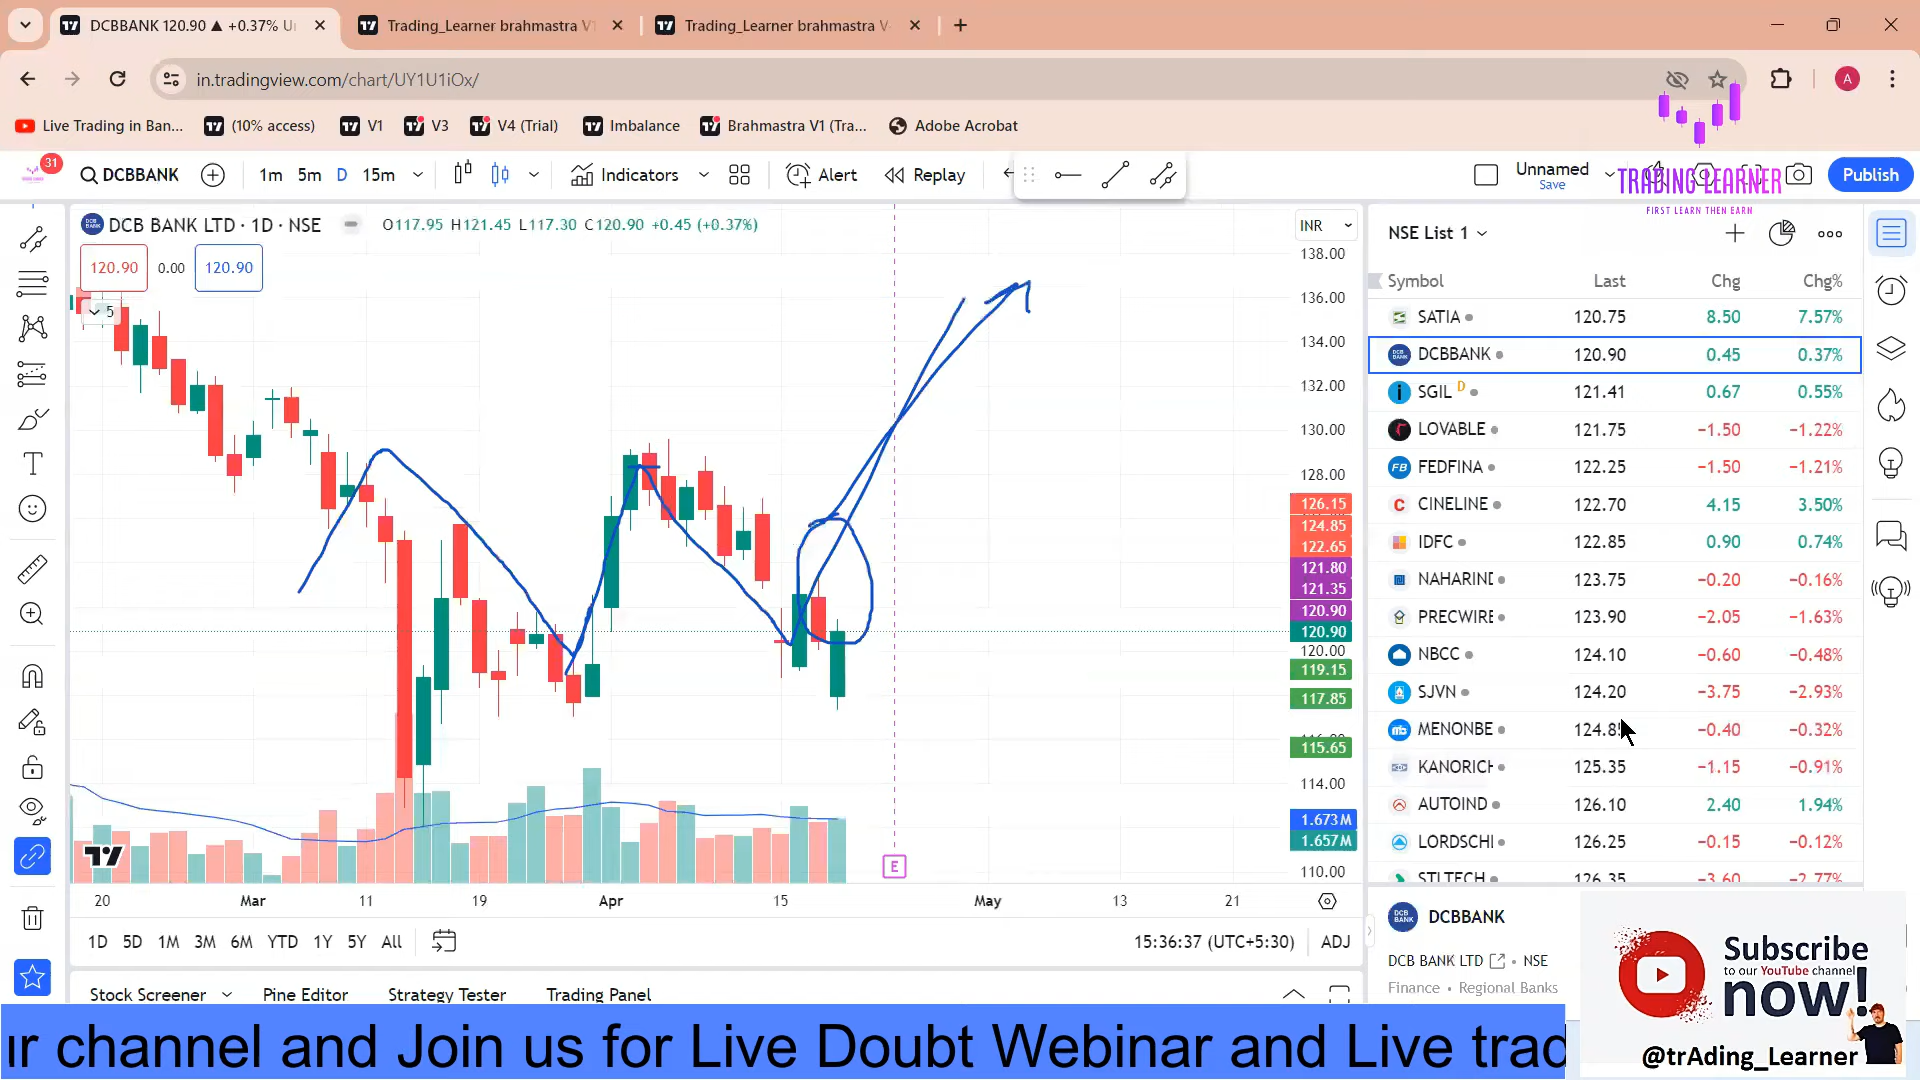 DCBBANK 120.90 ▲ +0.37% Ur
Trading_Learner brahmastra V
Trading_Learner brahmastra V
in.tradingview.com/chart/UY1U1iOx/
A
Live Trading in Ban...
(10% access)
V1
V3
V4 (Trial)
Imbalance
Brahmastra V1 (Tra...
Adobe Acrobat
31
DCBBANK
1m 5m D 15m
Indicators
Alert
Replay
Unnamed
Save
Publish
TRADING LEARNER
FIRST LEARN THEN EARN
DCB BANK LTD · 1D · NSE
O117.95 H121.45 L117.30 C120.90 +0.45 (+0.37%)
INR
120.90 0.00 120.90
5
138.00
136.00
134.00
132.00
130.00
128.00
126.15
124.85
122.65
121.80
121.35
120.90
120.90
120.00
119.15
117.85
115.65
114.00
1.673M
1.657M
110.00
E
20 Mar 11 19 Apr 15 May 13 21
1D 5D 1M 3M 6M YTD 1Y 5Y All
15:36:37 (UTC+5:30) ADJ
Stock Screener Pine Editor Strategy Tester Trading Panel
NSE List 1
Symbol Last Chg Chg%
SATIA 120.75 8.50 7.57%
DCBBANK 120.90 0.45 0.37%
SGIL D 121.41 0.67 0.55%
LOVABLE 121.75 −1.50 −1.22%
FEDFINA 122.25 −1.50 −1.21%
CINELINE 122.70 4.15 3.50%
IDFC 122.85 0.90 0.74%
NAHARIND 123.75 −0.20 −0.16%
PRECWIRE 123.90 −2.05 −1.63%
NBCC 124.10 −0.60 −0.48%
SJVN 124.20 −3.75 −2.93%
MENONBE −0.40 −0.32%
KANORICH 125.35 −1.15 −0.91%
AUTOIND 126.10 2.40 1.94%
LORDSCHI 126.25 −0.15 −0.12%
STLTECH 126.35 −3.60 −2.77%
DCBBANK
DCB BANK LTD • NSE
Finance • Regional Banks
Subscribe
to our YouTube channel
now!
@trAding_Learner
ur channel and Join us for Live Doubt Webinar and Live trad